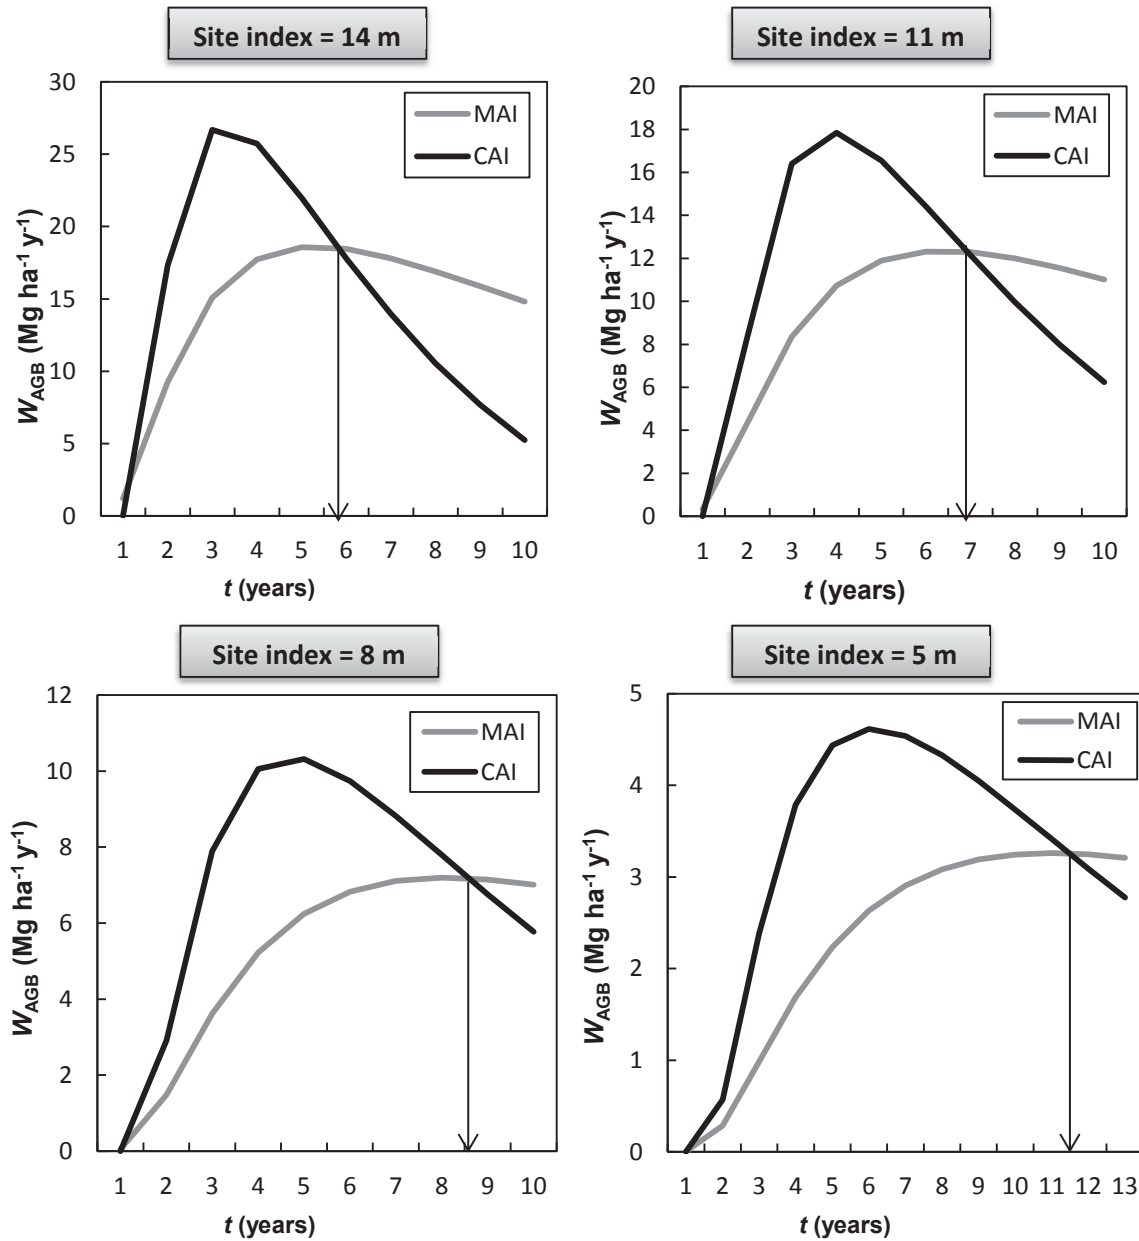 Site index = 14 m
30
25
20
15
10
5
0
W_AGB (Mg ha⁻¹ y⁻¹)
MAI
CAI
1 2 3 4 5 6 7 8 9 10
t (years)
Site index = 11 m
20
18
16
14
12
10
8
6
4
2
0
W_AGB (Mg ha⁻¹ y⁻¹)
MAI
CAI
1 2 3 4 5 6 7 8 9 10
t (years)
Site index = 8 m
12
10
8
6
4
2
0
W_AGB (Mg ha⁻¹ y⁻¹)
MAI
CAI
1 2 3 4 5 6 7 8 9 10
t (years)
Site index = 5 m
5
4
3
2
1
0
W_AGB (Mg ha⁻¹ y⁻¹)
MAI
CAI
1 2 3 4 5 6 7 8 9 10 11 12 13
t (years)